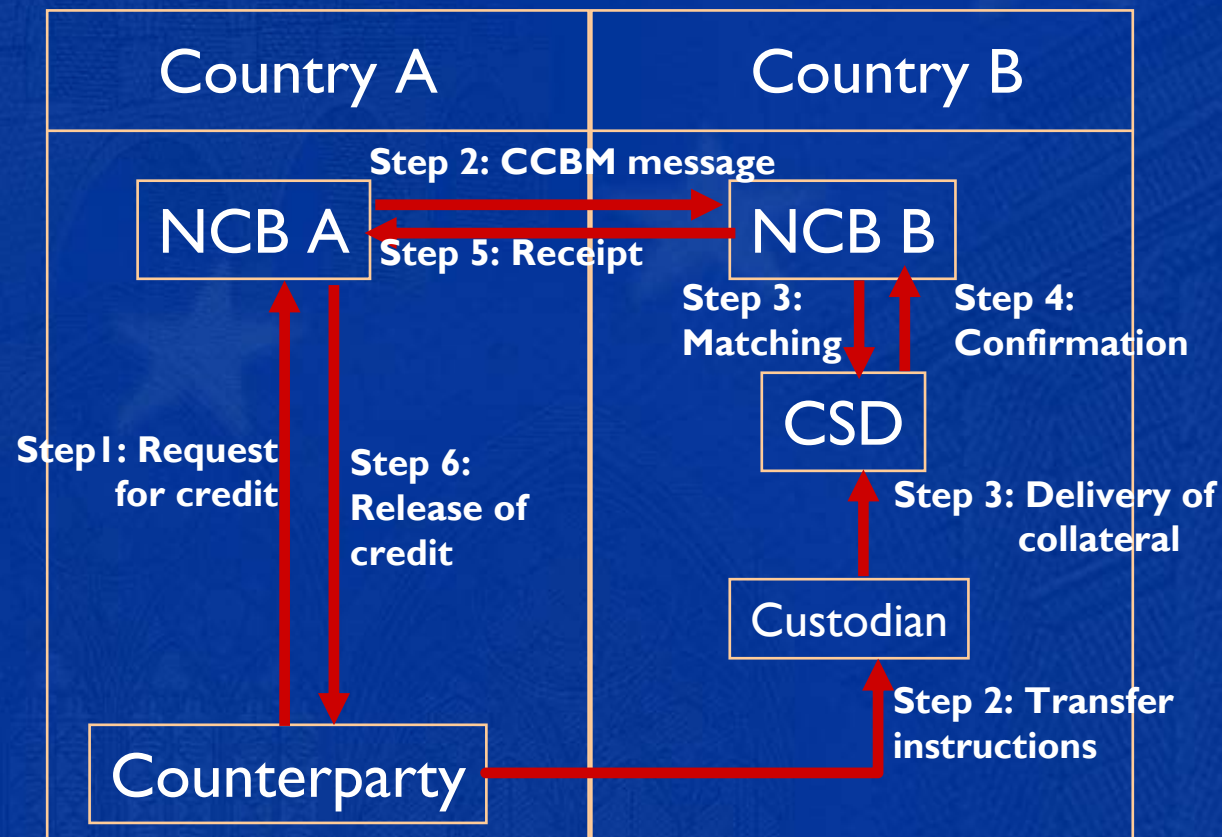 Country A
Country B
Step 2: CCBM message
NCB A
NCB B
Step 5: Receipt
Step 3:
Matching
Step 4:
Confirmation
CSD
Step1: Request
for credit
Step 6:
Release of
credit
Step 3: Delivery of
collateral
Custodian
Step 2: Transfer
instructions
Counterparty